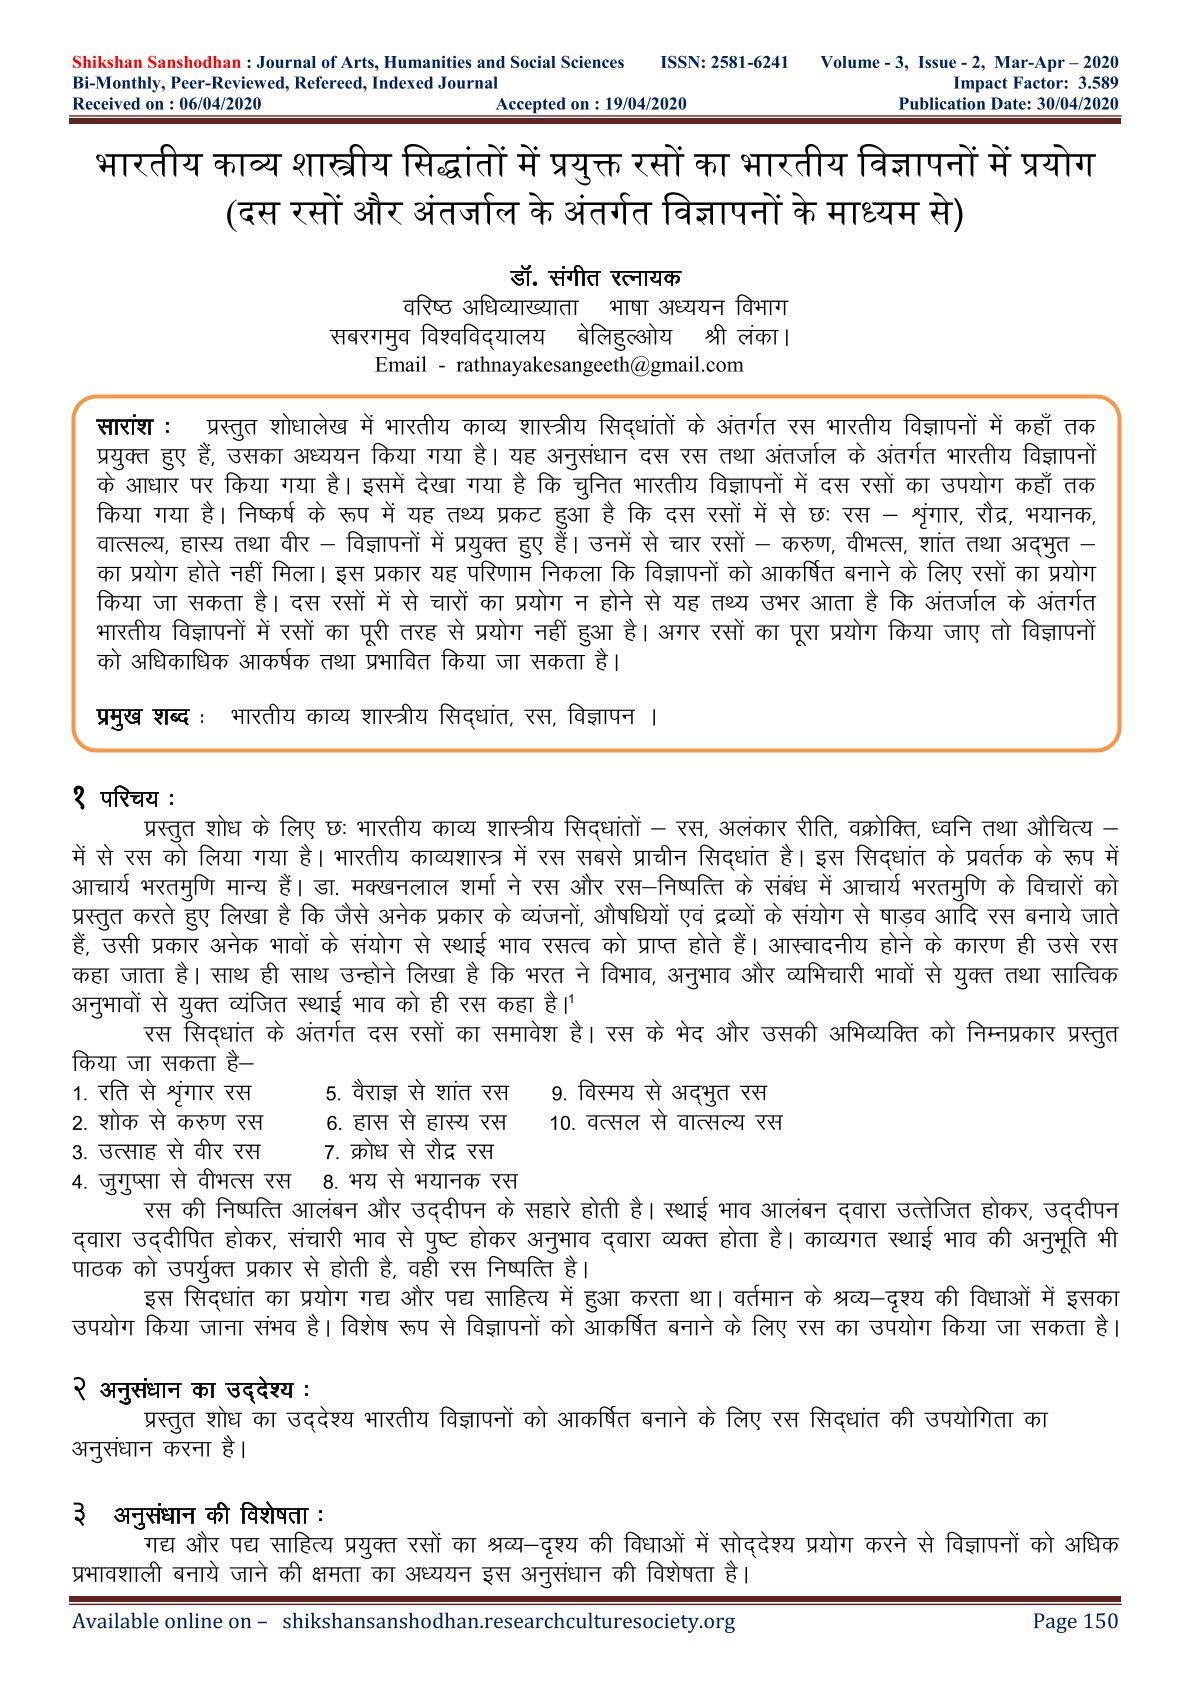 Shikshan Sanshodhan : Journal of Arts, Humanities and Social Sciences ISSN: 2581-6241 Volume - 3, Issue - 2, Mar-Apr – 2020
Bi-Monthly, Peer-Reviewed, Refereed, Indexed Journal Impact Factor: 3.589
Received on : 06/04/2020 Accepted on : 19/04/2020 Publication Date: 30/04/2020
भारतीय काव्य शास्त्रीय सिद्धांतों में प्रयुक्त रसों का भारतीय विज्ञापनों में प्रयोग
(दस रसों और अंतर्जाल के अंतर्गत विज्ञापनों के माध्यम से)
डॉ. संगीत रत्नायक
वरिष्ठ अधिव्याख्याता भाषा अध्ययन विभाग
सबरगमुव विश्वविद्‌यालय बेलिहुल्ओय श्री लंका।
Email - rathnayakesangeeth@gmail.com
सारांश : प्रस्तुत शोधालेख में भारतीय काव्य शास्त्रीय सिद्‌धांतों के अंतर्गत रस भारतीय विज्ञापनों में कहाँ तक
प्रयुक्त हुए हैं, उसका अध्ययन किया गया है। यह अनुसंधान दस रस तथा अंतर्जाल के अंतर्गत भारतीय विज्ञापनों
के आधार पर किया गया है। इसमें देखा गया है कि चुनित भारतीय विज्ञापनों में दस रसों का उपयोग कहाँ तक
किया गया है। निष्कर्ष के रूप में यह तथ्य प्रकट हुआ है कि दस रसों में से छः रस – शृंगार, रौद्र, भयानक,
वात्सल्य, हास्य तथा वीर – विज्ञापनों में प्रयुक्त हुए हैं। उनमें से चार रसों – करुण, वीभत्स, शांत तथा अद्‌भुत –
का प्रयोग होते नहीं मिला। इस प्रकार यह परिणाम निकला कि विज्ञापनों को आकर्षित बनाने के लिए रसों का प्रयोग
किया जा सकता है। दस रसों में से चारों का प्रयोग न होने से यह तथ्य उभर आता है कि अंतर्जाल के अंतर्गत
भारतीय विज्ञापनों में रसों का पूरी तरह से प्रयोग नहीं हुआ है। अगर रसों का पूरा प्रयोग किया जाए तो विज्ञापनों
को अधिकाधिक आकर्षक तथा प्रभावित किया जा सकता है।
प्रमुख शब्द : भारतीय काव्य शास्त्रीय सिद्‌धांत, रस, विज्ञापन ।
१ परिचय :
प्रस्तुत शोध के लिए छः भारतीय काव्य शास्त्रीय सिद्‌धांतों – रस, अलंकार रीति, वक्रोक्ति, ध्वनि तथा औचित्य –
में से रस को लिया गया है। भारतीय काव्यशास्त्र में रस सबसे प्राचीन सिद्‌धांत है। इस सिद्‌धांत के प्रवर्तक के रूप में
आचार्य भरतमुणि मान्य हैं। डा. मक्खनलाल शर्मा ने रस और रस–निष्पत्ति के संबंध में आचार्य भरतमुणि के विचारों को
प्रस्तुत करते हुए लिखा है कि जैसे अनेक प्रकार के व्यंजनों, औषधियों एवं द्रव्यों के संयोग से षाड़व आदि रस बनाये जाते
हैं, उसी प्रकार अनेक भावों के संयोग से स्थाई भाव रसत्व को प्राप्त होते हैं। आस्वादनीय होने के कारण ही उसे रस
कहा जाता है। साथ ही साथ उन्होने लिखा है कि भरत ने विभाव, अनुभाव और व्यभिचारी भावों से युक्त तथा सात्विक
अनुभावों से युक्त व्यंजित स्थाई भाव को ही रस कहा है।1
रस सिद्‌धांत के अंतर्गत दस रसों का समावेश है। रस के भेद और उसकी अभिव्यक्ति को निम्नप्रकार प्रस्तुत
किया जा सकता है–
1. रति से शृंगार रस 5. वैराज्ञ से शांत रस 9. विस्मय से अद्‌भुत रस
2. शोक से करुण रस 6. हास से हास्य रस 10. वत्सल से वात्सल्य रस
3. उत्साह से वीर रस 7. क्रोध से रौद्र रस
4. जुगुप्सा से वीभत्स रस 8. भय से भयानक रस
रस की निष्पत्ति आलंबन और उद्‌दीपन के सहारे होती है। स्थाई भाव आलंबन द्‌वारा उत्तेजित होकर, उद्‌दीपन
द्‌वारा उद्‌दीपित होकर, संचारी भाव से पुष्ट होकर अनुभाव द्‌वारा व्यक्त होता है। काव्यगत स्थाई भाव की अनुभूति भी
पाठक को उपर्युक्त प्रकार से होती है, वही रस निष्पत्ति है।
इस सिद्‌धांत का प्रयोग गद्य और पद्य साहित्य में हुआ करता था। वर्तमान के श्रव्य–दृश्य की विधाओं में इसका
उपयोग किया जाना संभव है। विशेष रूप से विज्ञापनों को आकर्षित बनाने के लिए रस का उपयोग किया जा सकता है।
२ अनुसंधान का उद्‌देश्य :
प्रस्तुत शोध का उद्‌देश्य भारतीय विज्ञापनों को आकर्षित बनाने के लिए रस सिद्‌धांत की उपयोगिता का
अनुसंधान करना है।
३ अनुसंधान की विशेषता :
गद्य और पद्य साहित्य प्रयुक्त रसों का श्रव्य–दृश्य की विधाओं में सोद्‌देश्य प्रयोग करने से विज्ञापनों को अधिक
प्रभावशाली बनाये जाने की क्षमता का अध्ययन इस अनुसंधान की विशेषता है।
Available online on – shikshansanshodhan.researchculturesociety.org Page 150